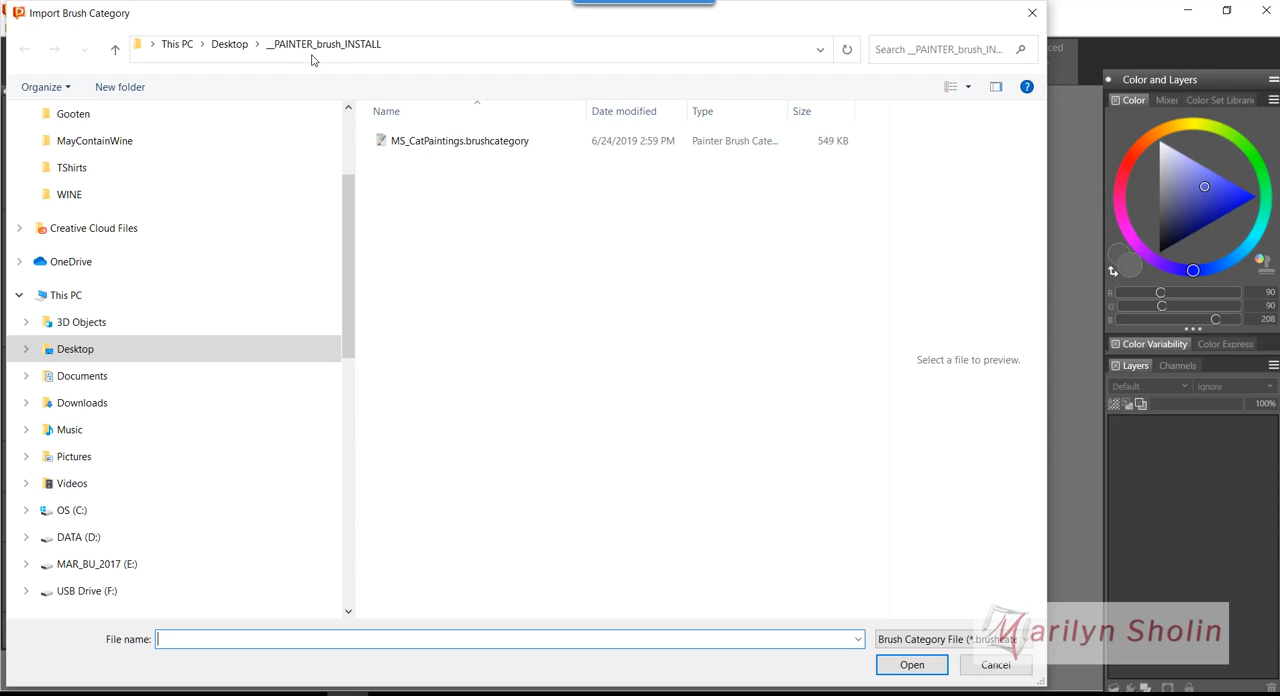 Import Brush Category
This PC > Desktop > __PAINTER_brush_INSTALL
Search __PAINTER_brush_IN...
Organize
New folder
Name
Date modified
Type
Size
MS_CatPaintings.brushcategory
6/24/2019 2:59 PM
Painter Brush Cate...
549 KB
Gooten
MayContainWine
TShirts
WINE
Creative Cloud Files
OneDrive
This PC
3D Objects
Desktop
Documents
Downloads
Music
Pictures
Videos
OS (C:)
DATA (D:)
MAR_BU_2017 (E:)
USB Drive (F:)
Select a file to preview.
File name:
Brush Category File (*.brushcate
Open
Cancel
Color and Layers
Color
Mixer
Color Set Librari
R
90
G
90
B
208
Color Variability
Color Express
Layers
Channels
Default
Ignore
100%
Marilyn Sholin